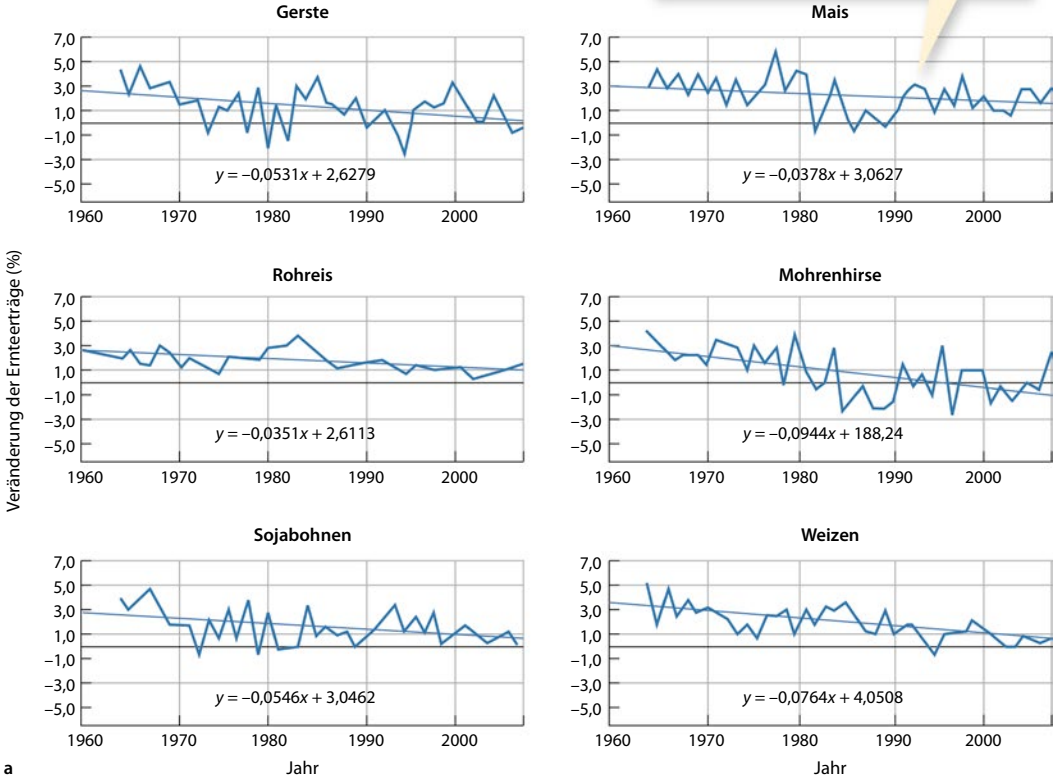 Gerste
7,0
5,0
3,0
1,0
–1,0
–3,0
–5,0
y = –0,0531x + 2,6279
1960 1970 1980 1990 2000
Mais
7,0
5,0
3,0
1,0
–1,0
–3,0
–5,0
y = –0,0378x + 3,0627
1960 1970 1980 1990 2000
Veränderung der Ernteerträge (%)
Rohreis
7,0
5,0
3,0
1,0
–1,0
–3,0
–5,0
y = –0,0351x + 2,6113
1960 1970 1980 1990 2000
Mohrenhirse
7,0
5,0
3,0
1,0
–1,0
–3,0
–5,0
y = –0,0944x + 188,24
1960 1970 1980 1990 2000
Sojabohnen
7,0
5,0
3,0
1,0
–1,0
–3,0
–5,0
y = –0,0546x + 3,0462
1960 1970 1980 1990 2000
Jahr
Weizen
7,0
5,0
3,0
1,0
–1,0
–3,0
–5,0
y = –0,0764x + 4,0508
1960 1970 1980 1990 2000
Jahr
a